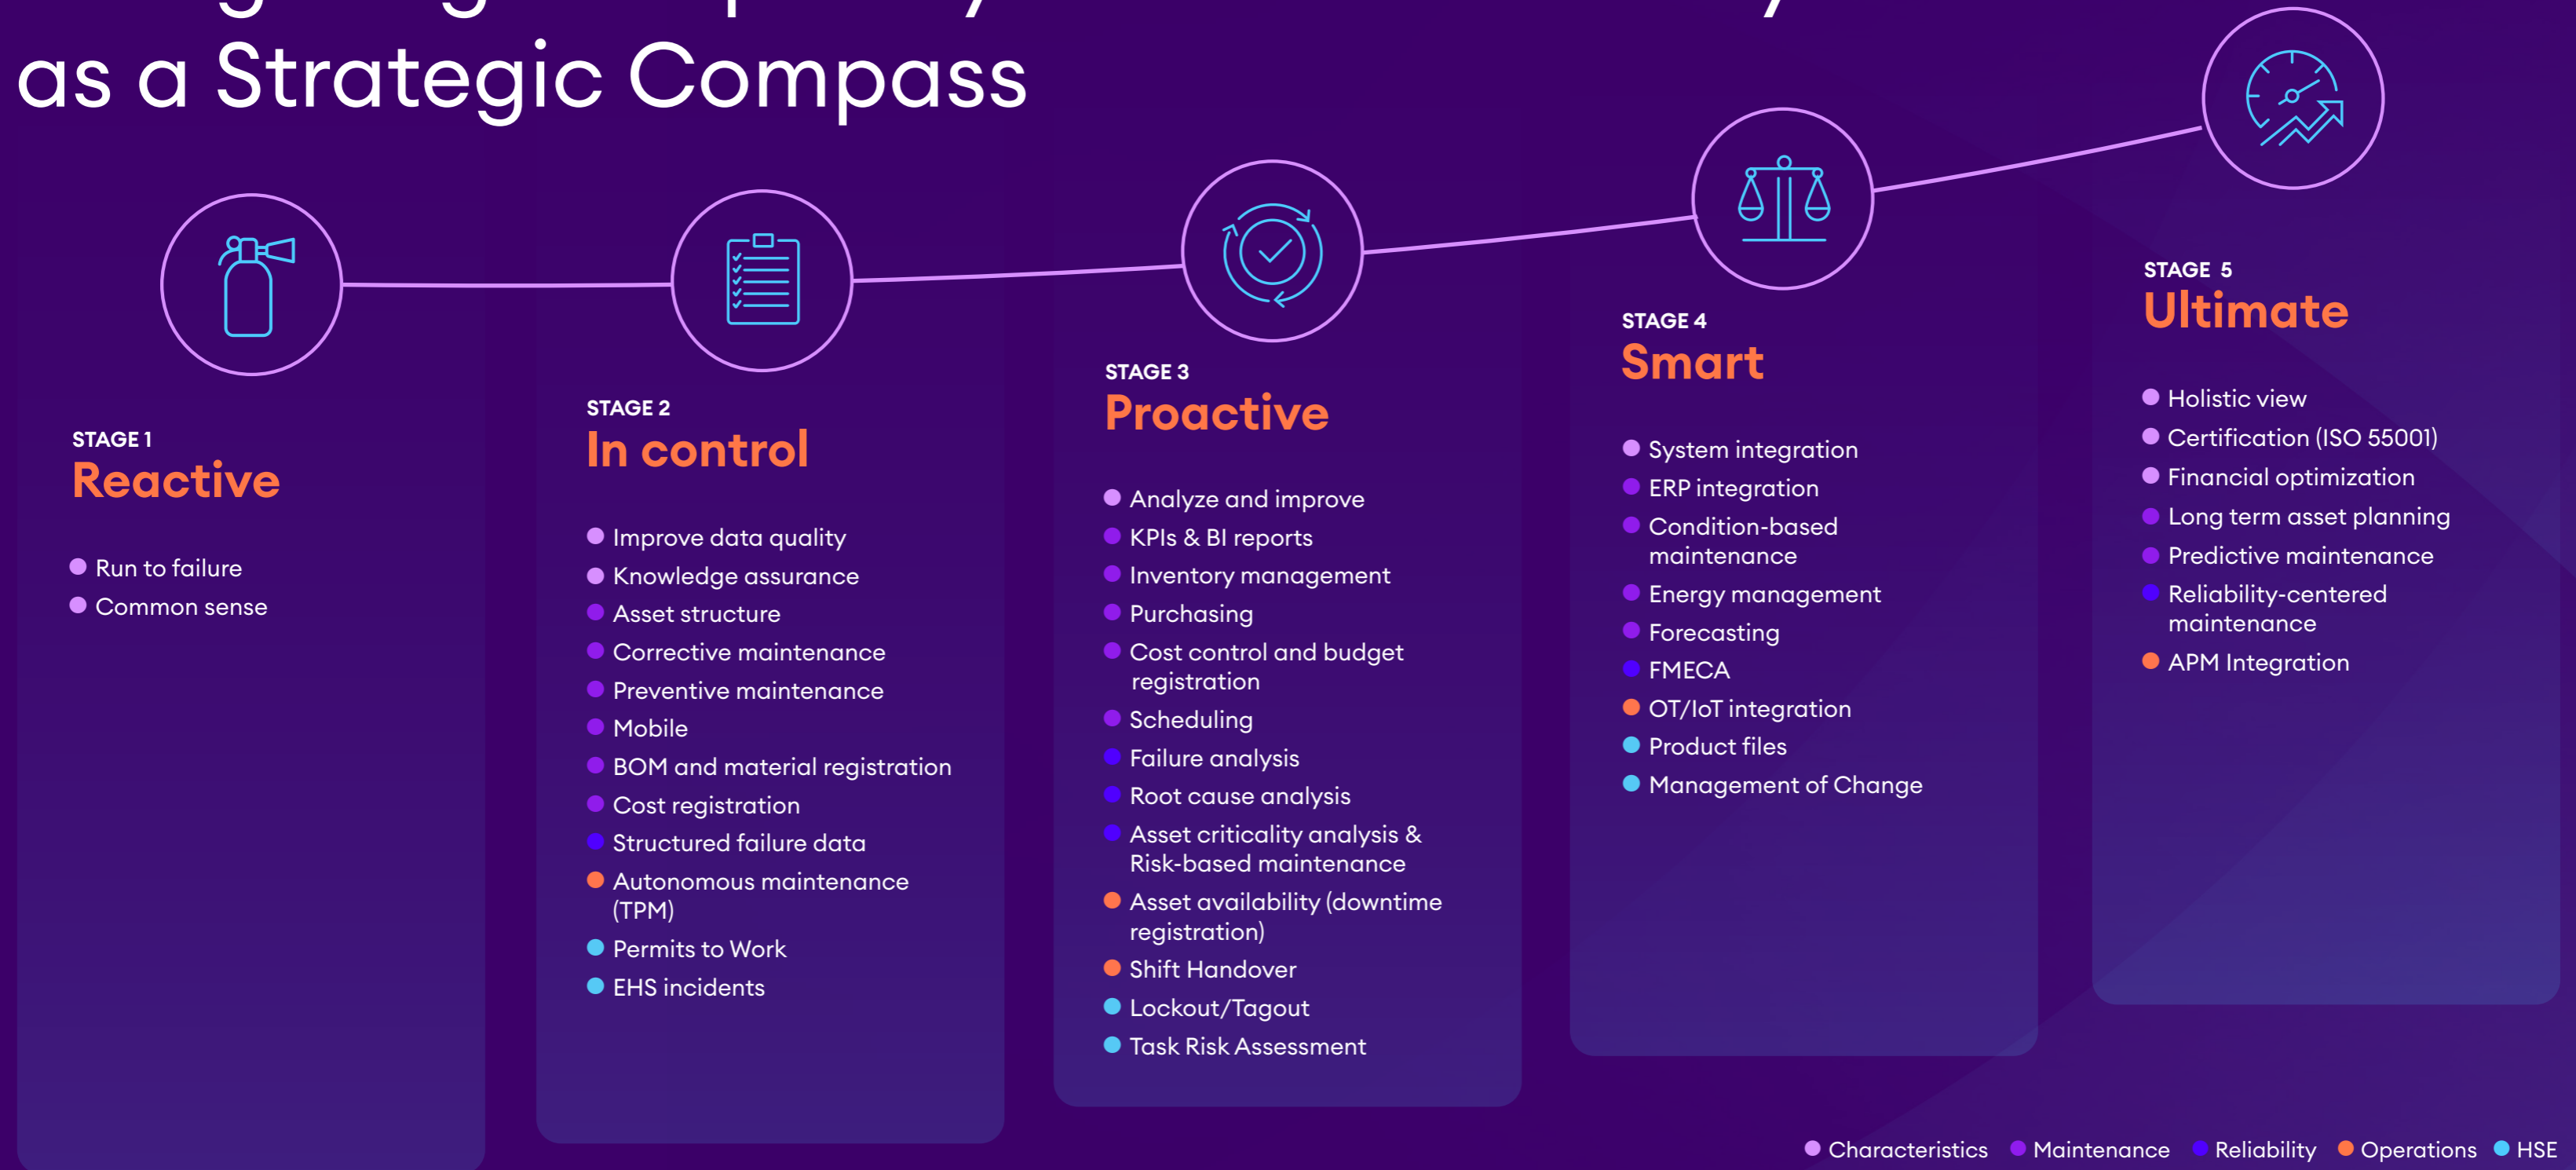 as a Strategic Compass
STAGE 1
Reactive
Run to failure
Common sense
STAGE 2
In control
Improve data quality
Knowledge assurance
Asset structure
Corrective maintenance
Preventive maintenance
Mobile
BOM and material registration
Cost registration
Structured failure data
Autonomous maintenance
(TPM)
Permits to Work
EHS incidents
STAGE 3
Proactive
Analyze and improve
KPIs & BI reports
Inventory management
Purchasing
Cost control and budget
registration
Scheduling
Failure analysis
Root cause analysis
Asset criticality analysis &
Risk-based maintenance
Asset availability (downtime
registration)
Shift Handover
Lockout/Tagout
Task Risk Assessment
STAGE 4
Smart
System integration
ERP integration
Condition-based
maintenance
Energy management
Forecasting
FMECA
OT/IoT integration
Product files
Management of Change
STAGE 5
Ultimate
Holistic view
Certification (ISO 55001)
Financial optimization
Long term asset planning
Predictive maintenance
Reliability-centered
maintenance
APM Integration
Characteristics Maintenance Reliability Operations HSE